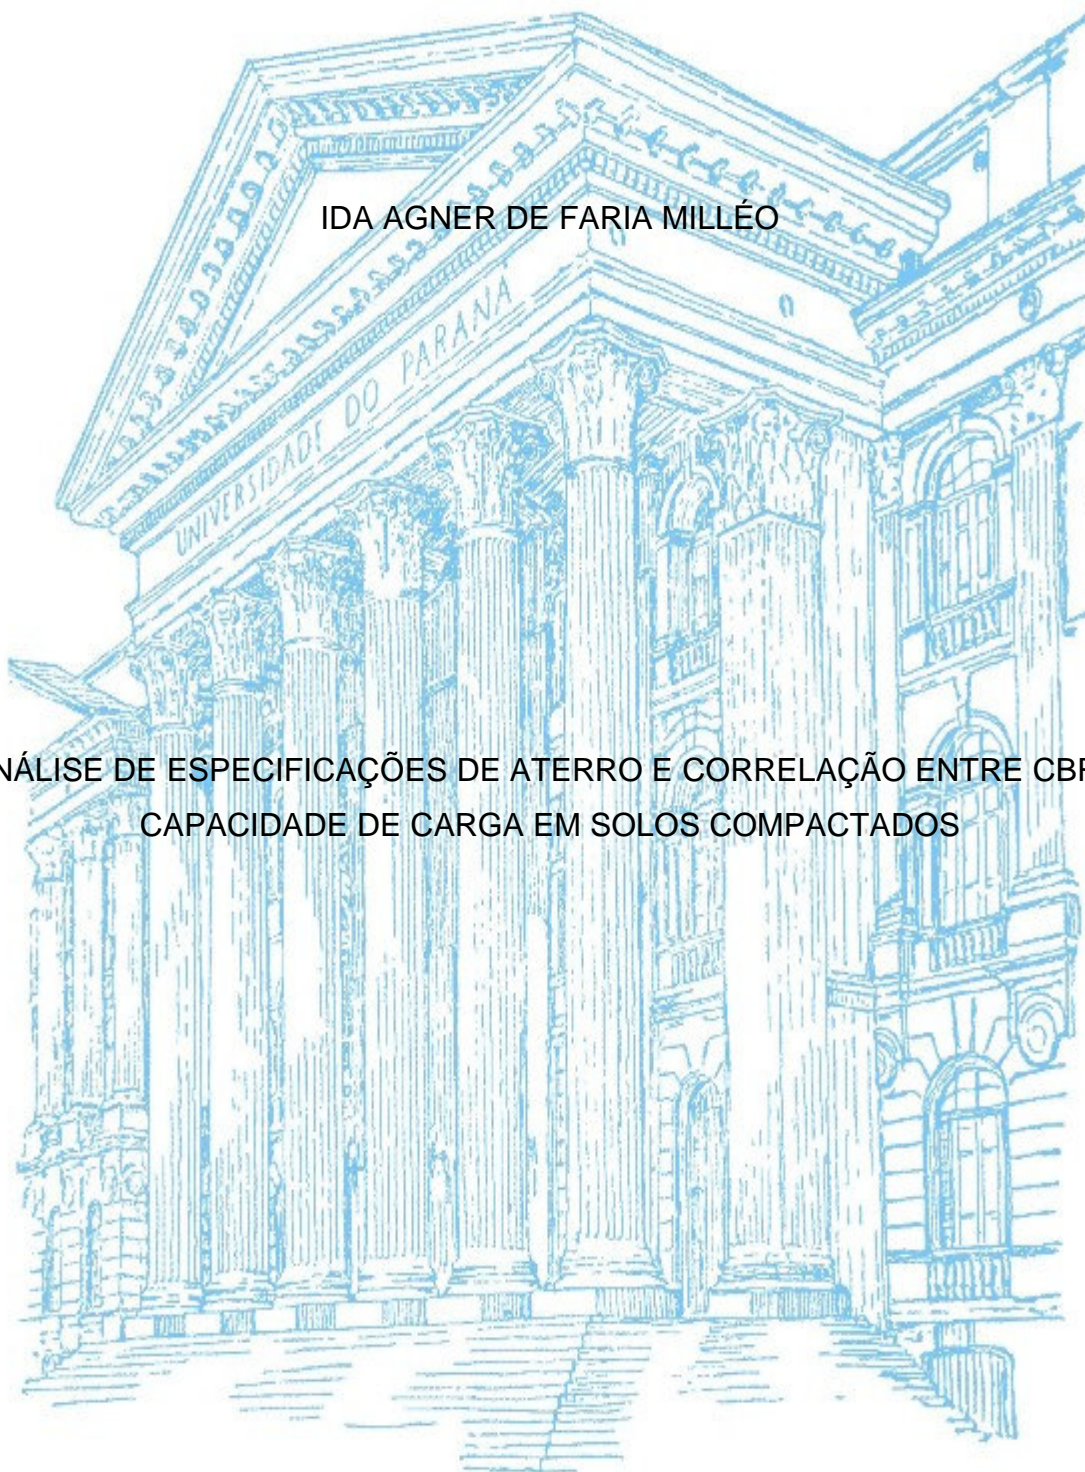 IDA AGNER DE FARIA MILLÉO
UNIVERSIDADE DO PARANÁ
NÁLISE DE ESPECIFICAÇÕES DE ATERRO E CORRELAÇÃO ENTRE CBR
CAPACIDADE DE CARGA EM SOLOS COMPACTADOS